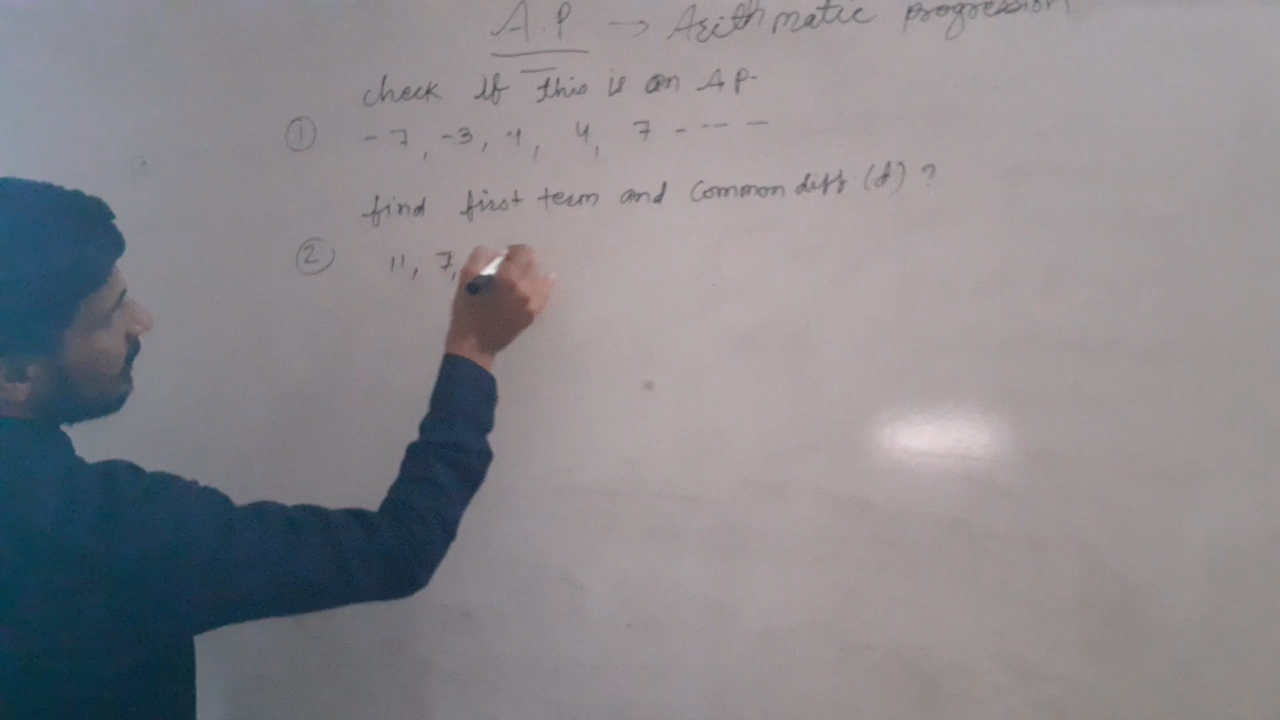 A.P → Arithmatic progression
check if this is an A P.
① -7, -3, 1, 4, 7 - - - -
find first term and Common diff (d) ?
② 11, 7,